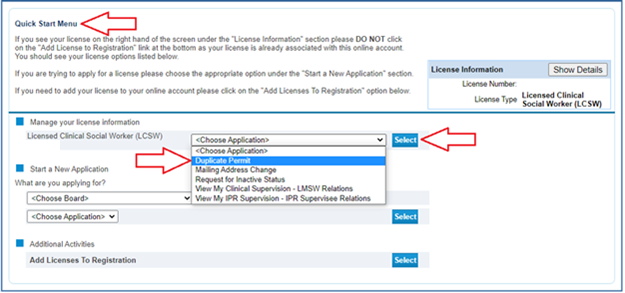 Quick Start Menu
If you see your license on the right hand of the screen under the "License Information" section please DO NOT click
on the "Add License to Registration" link at the bottom as your license is already associated with this online account.
You should see your license options listed below.
If you are trying to apply for a license please choose the appropriate option under the "Start a New Application" section.
If you need to add your license to your online account please click on the "Add Licenses To Registration" option below.
License Information Show Details
License Number:
License Type Licensed Clinical
Social Worker (LCSW)
Manage your license information
Licensed Clinical Social Worker (LCSW) <Choose Application> Select
<Choose Application>
Duplicate Permit
Mailing Address Change
Request for Inactive Status
View My Clinical Supervision - LMSW Relations
View My IPR Supervision - IPR Supervisee Relations
Start a New Application
What are you applying for?
<Choose Board>
<Choose Application> Select
Additional Activities
Add Licenses To Registration Select